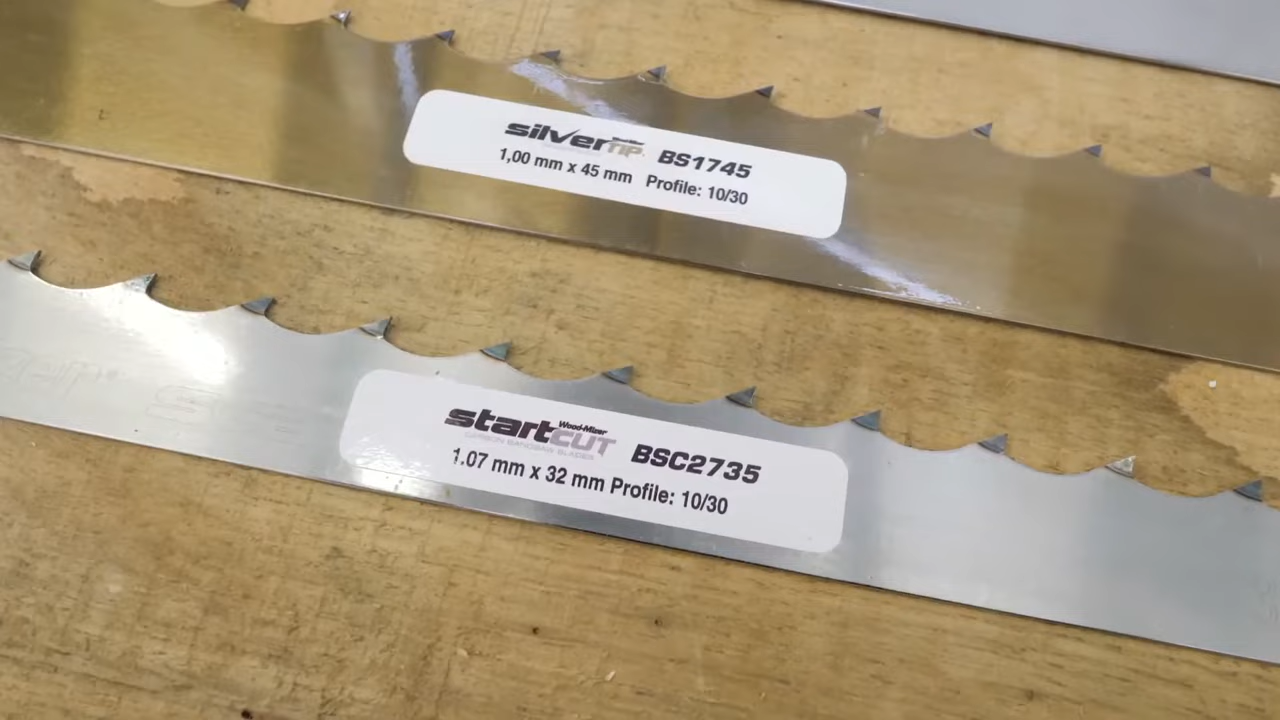 silverTIP. BS1745
1,00 mm x 45 mm Profile: 10/30
Wood-Mizer
startCUT BSC2735
CARBON BANDSAW BLADES
1.07 mm x 32 mm Profile: 10/30